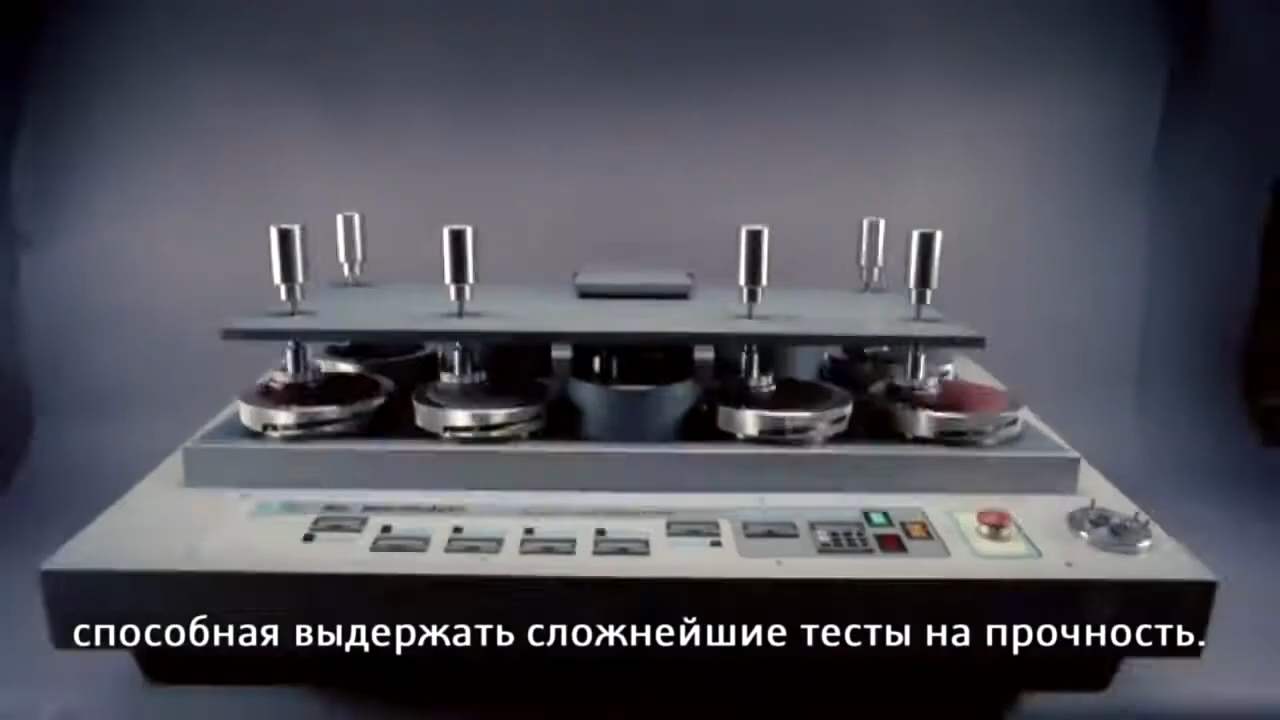 способная выдержать сложнейшие тесты на прочность.